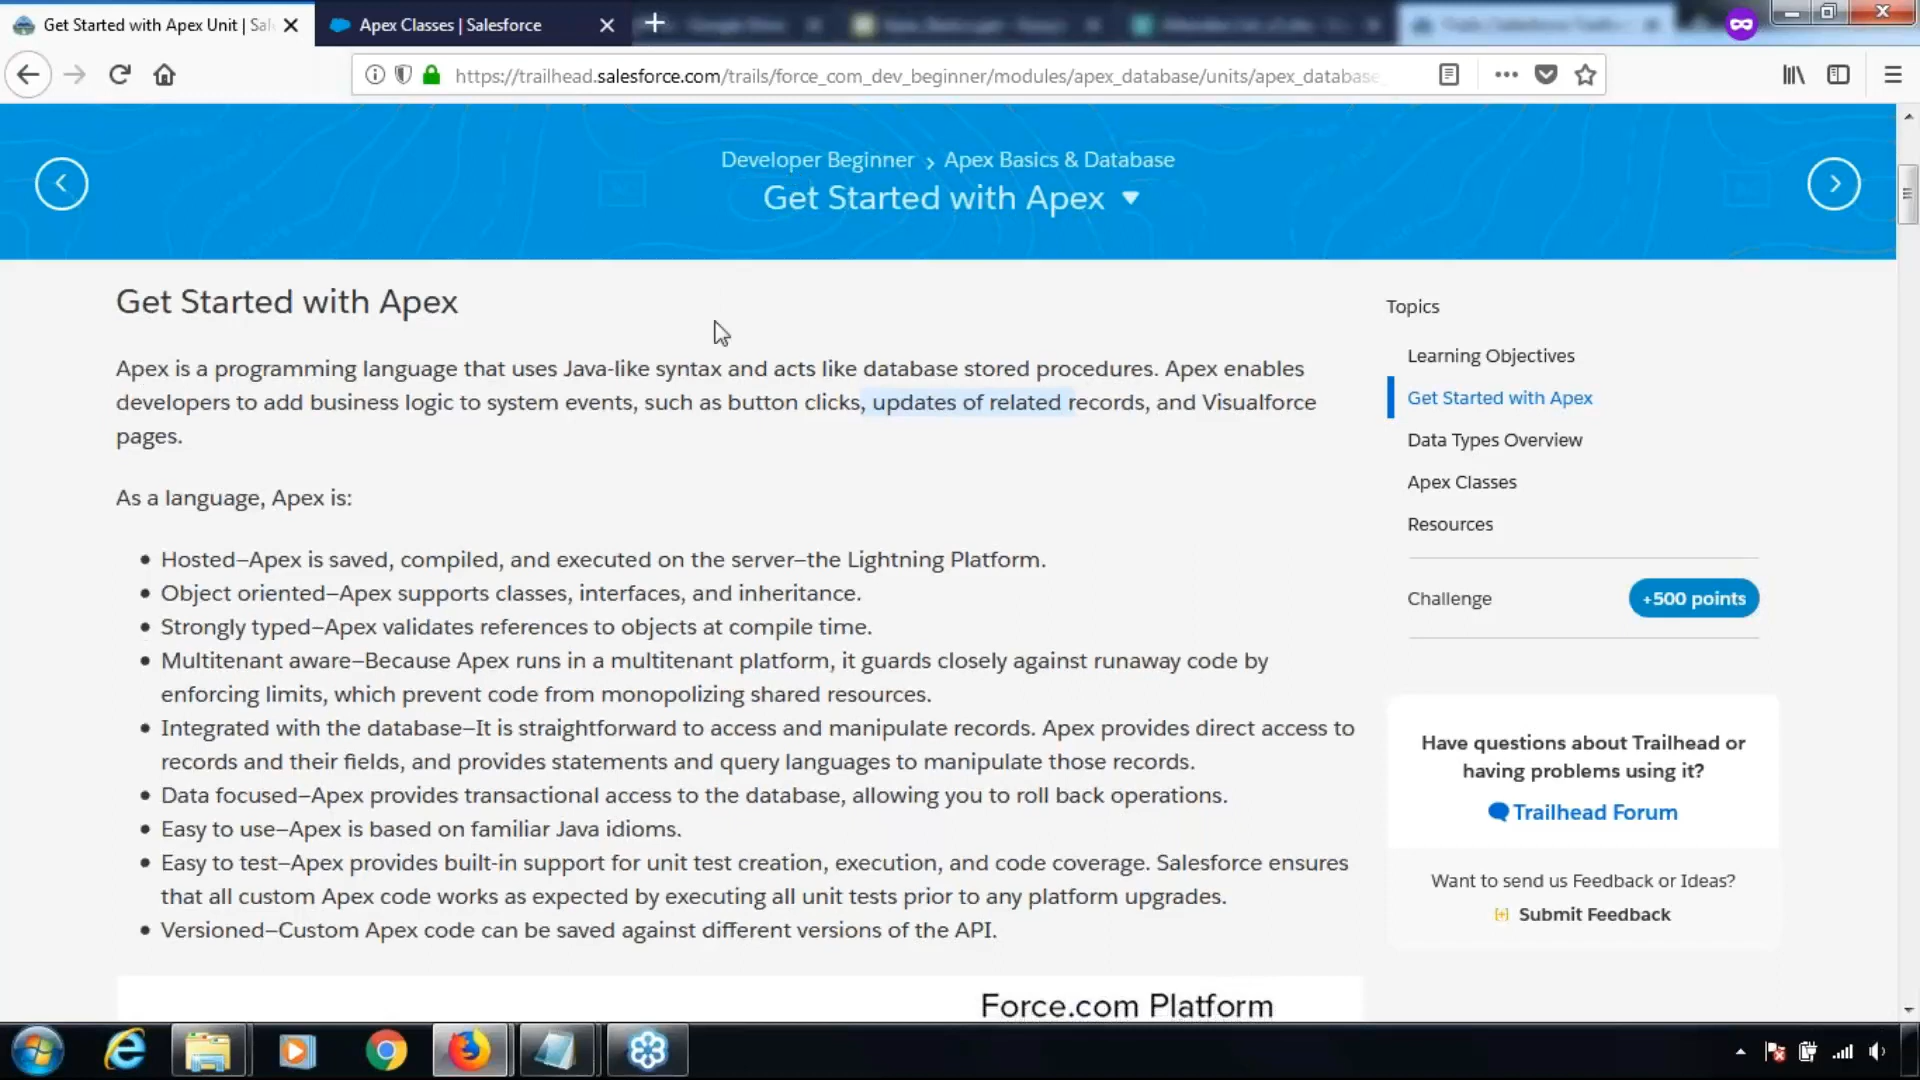 Get Started with Apex Unit | Sal
Apex Classes | Salesforce
https://trailhead.salesforce.com/trails/force_com_dev_beginner/modules/apex_database/units/apex_database
Developer Beginner > Apex Basics & Database
Get Started with Apex
Get Started with Apex
Apex is a programming language that uses Java-like syntax and acts like database stored procedures. Apex enables
developers to add business logic to system events, such as button clicks, updates of related records, and Visualforce
pages.
As a language, Apex is:
• Hosted—Apex is saved, compiled, and executed on the server—the Lightning Platform.
• Object oriented—Apex supports classes, interfaces, and inheritance.
• Strongly typed—Apex validates references to objects at compile time.
• Multitenant aware—Because Apex runs in a multitenant platform, it guards closely against runaway code by
enforcing limits, which prevent code from monopolizing shared resources.
• Integrated with the database—It is straightforward to access and manipulate records. Apex provides direct access to
records and their fields, and provides statements and query languages to manipulate those records.
• Data focused—Apex provides transactional access to the database, allowing you to roll back operations.
• Easy to use—Apex is based on familiar Java idioms.
• Easy to test—Apex provides built-in support for unit test creation, execution, and code coverage. Salesforce ensures
that all custom Apex code works as expected by executing all unit tests prior to any platform upgrades.
• Versioned—Custom Apex code can be saved against different versions of the API.
Force.com Platform
Topics
Learning Objectives
Get Started with Apex
Data Types Overview
Apex Classes
Resources
Challenge
+500 points
Have questions about Trailhead or
having problems using it?
Trailhead Forum
Want to send us Feedback or Ideas?
Submit Feedback